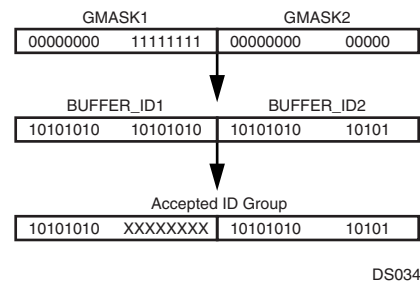 GMASK1 GMASK2
00000000 11111111 00000000 00000
BUFFER_ID1 BUFFER_ID2
10101010 10101010 10101010 10101
Accepted ID Group
10101010 XXXXXXXX 10101010 10101
DS034